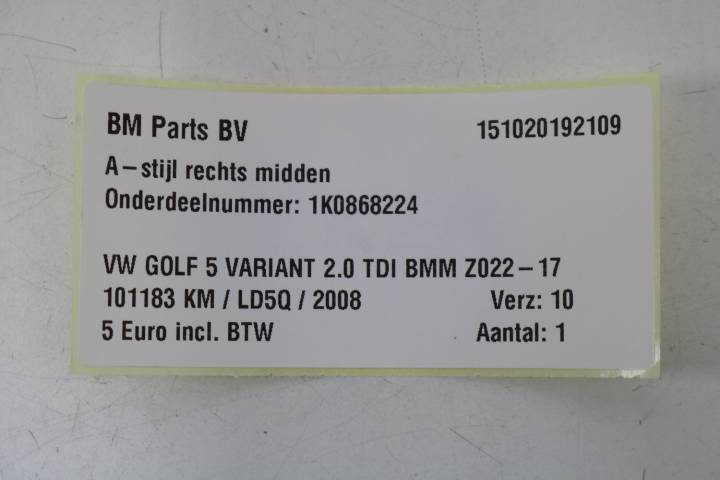 BM Parts BV 151020192109
A-stijl rechts midden
Onderdeelnummer: 1K0868224
VW GOLF 5 VARIANT 2.0 TDI BMM Z022-17
101183 KM / LD5Q / 2008 Verz: 10
5 Euro incl. BTW Aantal: 1